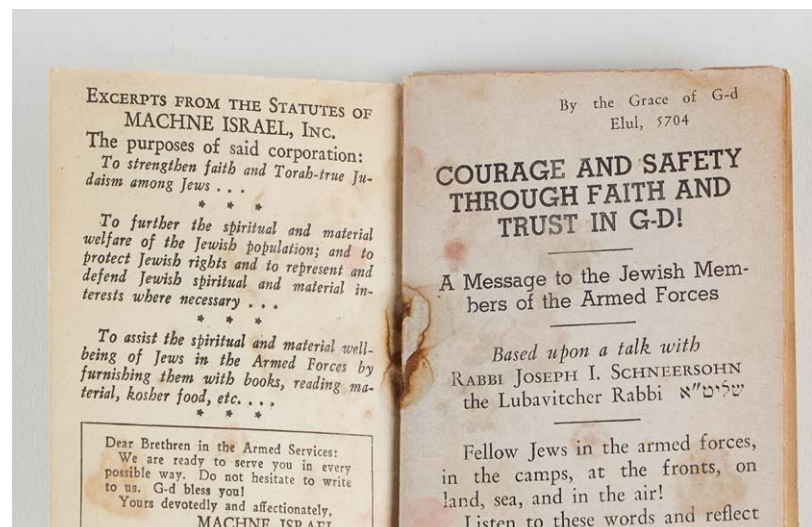 EXCERPTS FROM THE STATUTES OF
MACHNE ISRAEL, INC.
The purposes of said corporation:
To strengthen faith and Torah-true Ju-
daism among Jews . . .
* * *
To further the spiritual and material
welfare of the Jewish population; and to
protect Jewish rights and to represent and
defend Jewish spiritual and material in-
terests where necessary . . .
* * *
To assist the spiritual and material well-
being of Jews in the Armed Forces by
furnishing them with books, reading ma-
terial, kosher food, etc. . . .
* * *
Dear Brethren in the Armed Services:
We are ready to serve you in every
possible way. Do not hesitate to write
to us. G-d bless you!
Yours devotedly and affectionately,
MACHNE ISRAEL
By the Grace of G-d
Elul, 5704
COURAGE AND SAFETY
THROUGH FAITH AND
TRUST IN G-D!
A Message to the Jewish Mem-
bers of the Armed Forces
Based upon a talk with
RABBI JOSEPH I. SCHNEERSOHN
the Lubavitcher Rabbi שליט"א
Fellow Jews in the armed forces,
in the camps, at the fronts, on
land, sea, and in the air!
Listen to these words and reflect